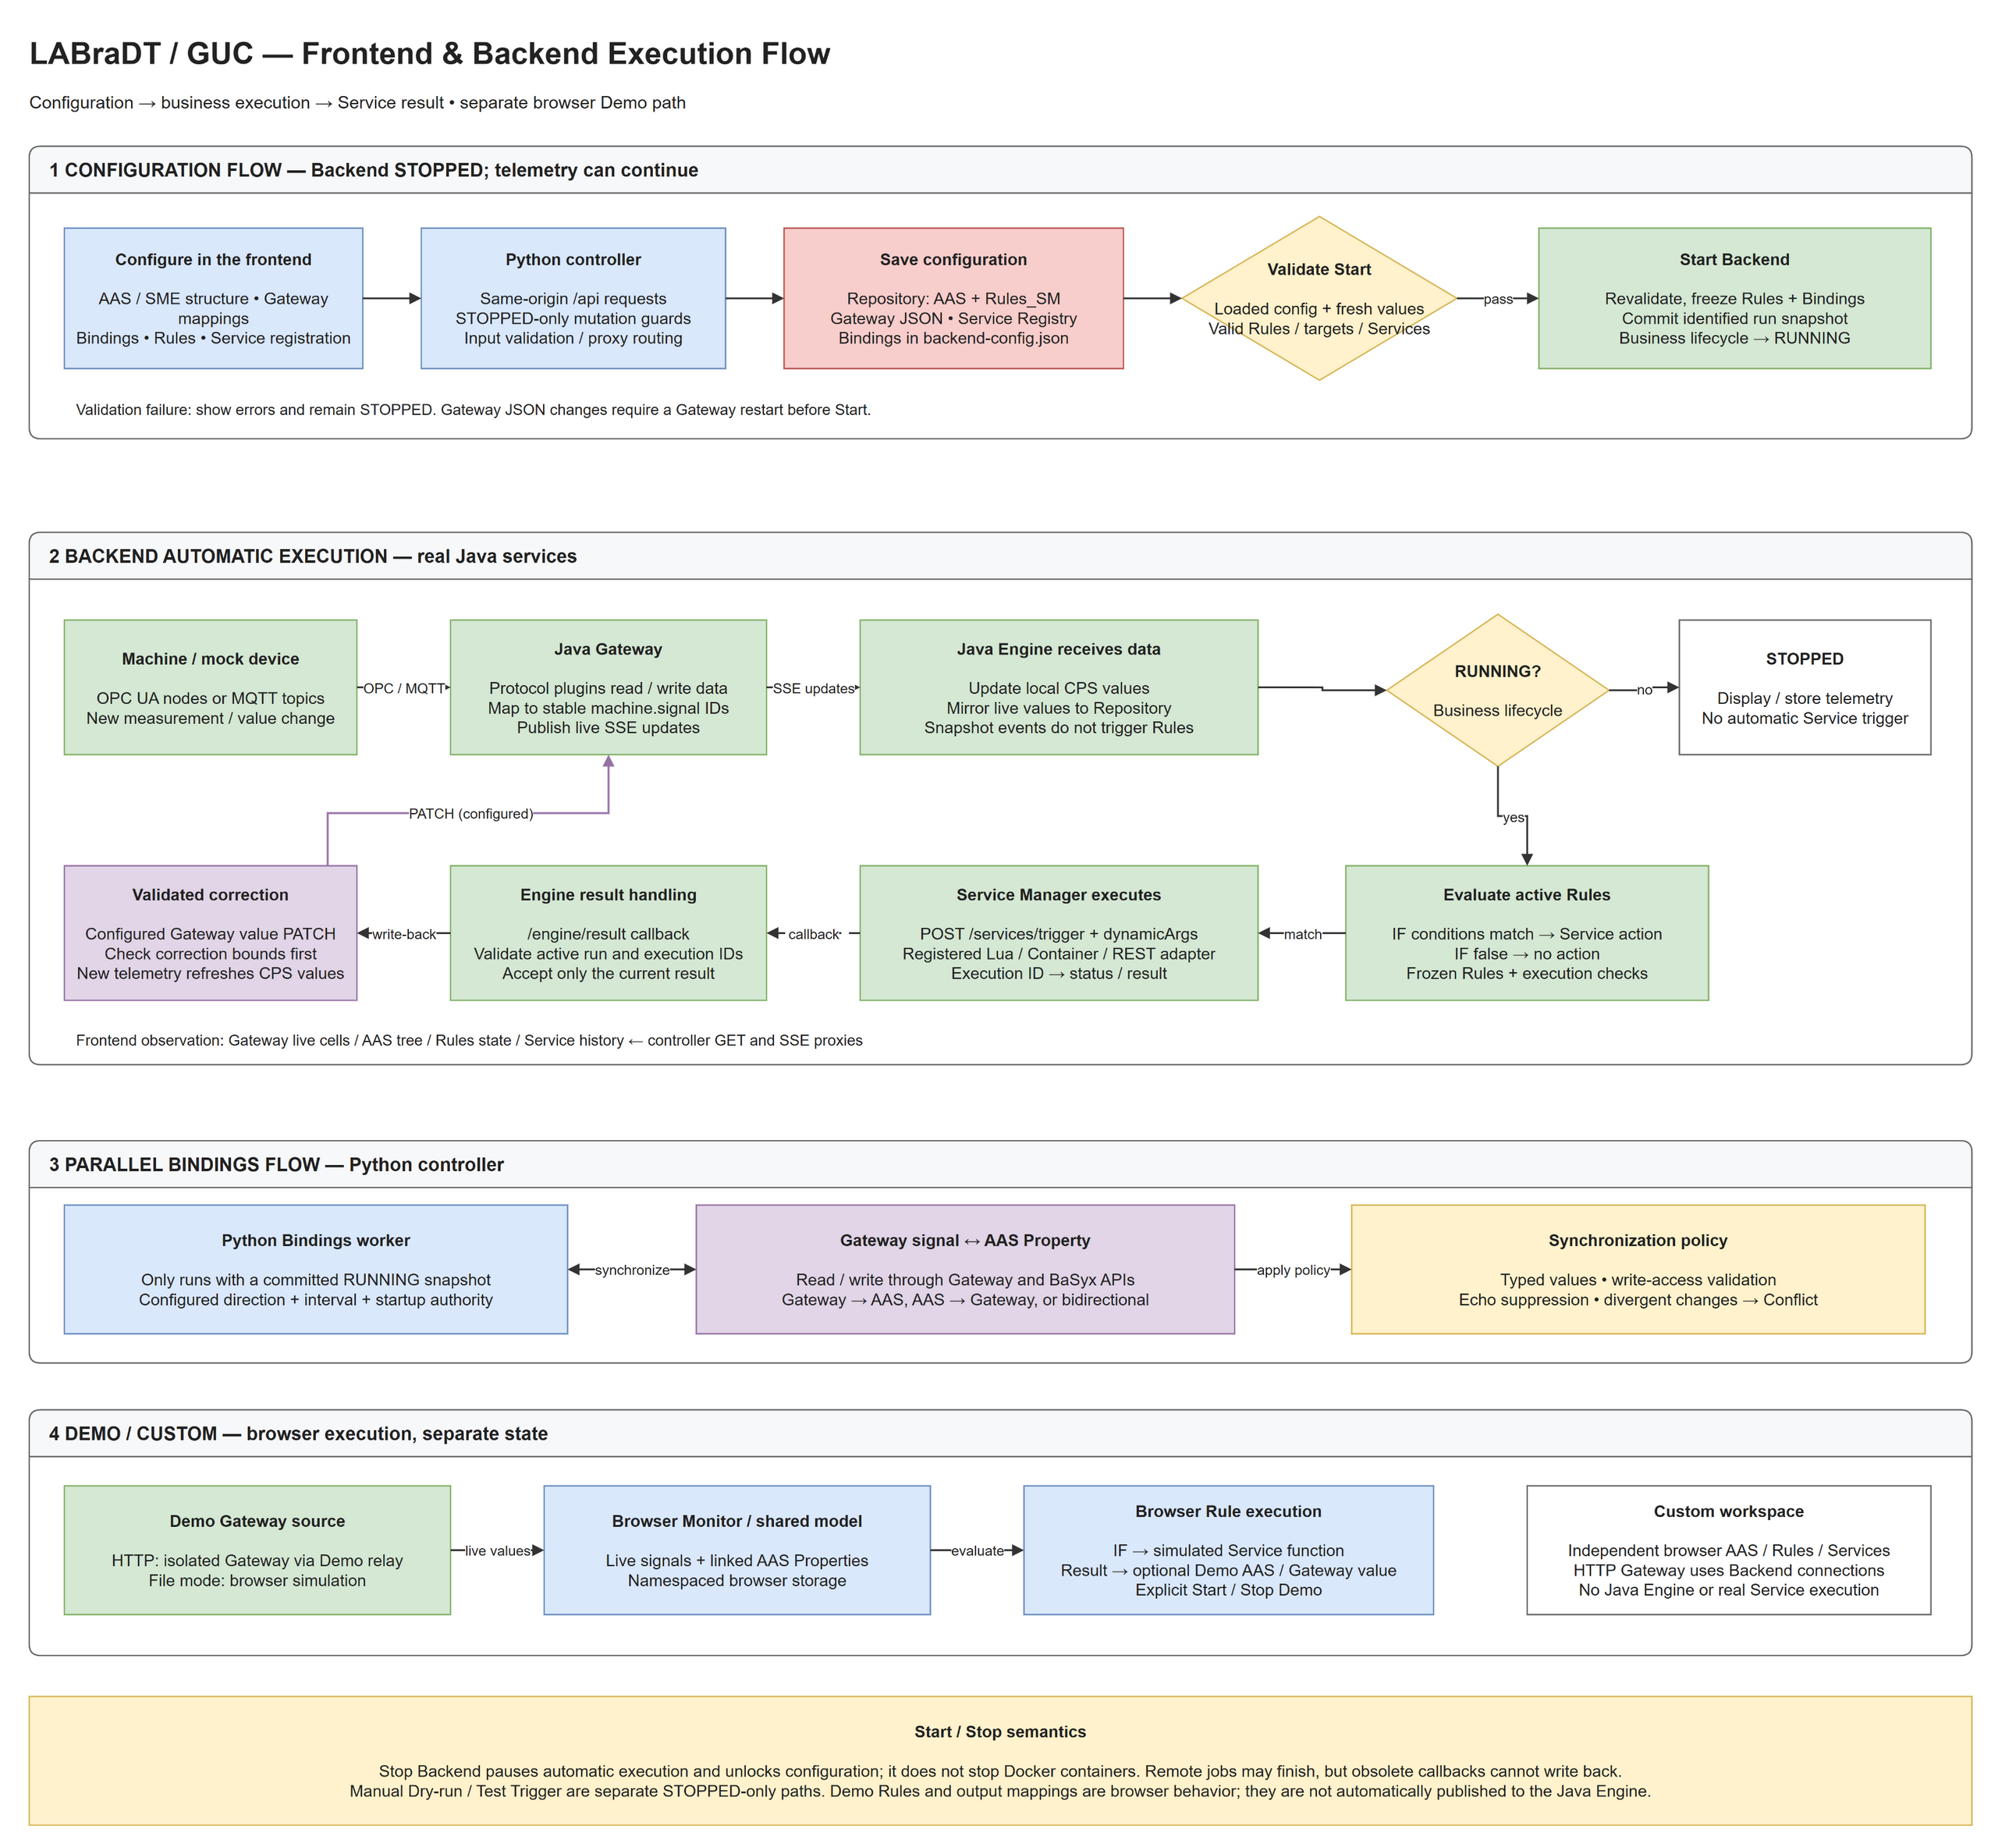 LABraDT / GUC — Frontend & Backend Execution Flow
Configuration → business execution → Service result • separate browser Demo path
1 CONFIGURATION FLOW — Backend STOPPED; telemetry can continue
Configure in the frontend
AAS / SME structure • Gateway
mappings
Bindings • Rules • Service registration
Python controller
Same-origin /api requests
STOPPED-only mutation guards
Input validation / proxy routing
Save configuration
Repository: AAS + Rules_SM
Gateway JSON • Service Registry
Bindings in backend-config.json
Validate Start
Loaded config + fresh values
Valid Rules / targets / Services
pass
Start Backend
Revalidate, freeze Rules + Bindings
Commit identified run snapshot
Business lifecycle → RUNNING
Validation failure: show errors and remain STOPPED. Gateway JSON changes require a Gateway restart before Start.
2 BACKEND AUTOMATIC EXECUTION — real Java services
Machine / mock device
OPC UA nodes or MQTT topics
New measurement / value change
OPC / MQTT
Java Gateway
Protocol plugins read / write data
Map to stable machine.signal IDs
Publish live SSE updates
SSE updates
Java Engine receives data
Update local CPS values
Mirror live values to Repository
Snapshot events do not trigger Rules
RUNNING?
Business lifecycle
no
STOPPED
Display / store telemetry
No automatic Service trigger
PATCH (configured)
yes
Validated correction
Configured Gateway value PATCH
Check correction bounds first
New telemetry refreshes CPS values
write-back
Engine result handling
/engine/result callback
Validate active run and execution IDs
Accept only the current result
callback
Service Manager executes
POST /services/trigger + dynamicArgs
Registered Lua / Container / REST adapter
Execution ID → status / result
match
Evaluate active Rules
IF conditions match → Service action
IF false → no action
Frozen Rules + execution checks
Frontend observation: Gateway live cells / AAS tree / Rules state / Service history ← controller GET and SSE proxies
3 PARALLEL BINDINGS FLOW — Python controller
Python Bindings worker
Only runs with a committed RUNNING snapshot
Configured direction + interval + startup authority
synchronize
Gateway signal ↔ AAS Property
Read / write through Gateway and BaSyx APIs
Gateway → AAS, AAS → Gateway, or bidirectional
apply policy
Synchronization policy
Typed values • write-access validation
Echo suppression • divergent changes → Conflict
4 DEMO / CUSTOM — browser execution, separate state
Demo Gateway source
HTTP: isolated Gateway via Demo relay
File mode: browser simulation
live values
Browser Monitor / shared model
Live signals + linked AAS Properties
Namespaced browser storage
evaluate
Browser Rule execution
IF → simulated Service function
Result → optional Demo AAS / Gateway value
Explicit Start / Stop Demo
Custom workspace
Independent browser AAS / Rules / Services
HTTP Gateway uses Backend connections
No Java Engine or real Service execution
Start / Stop semantics
Stop Backend pauses automatic execution and unlocks configuration; it does not stop Docker containers. Remote jobs may finish, but obsolete callbacks cannot write back.
Manual Dry-run / Test Trigger are separate STOPPED-only paths. Demo Rules and output mappings are browser behavior; they are not automatically published to the Java Engine.